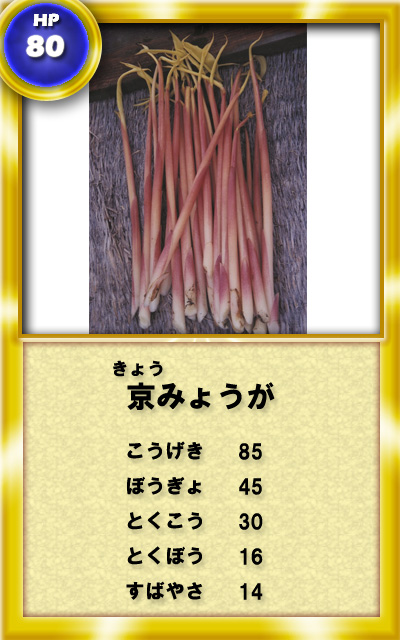 HP
80
きょう
京みょうが
こうげき 85
ぼうぎょ 45
とくこう 30
とくぼう 16
すばやさ 14